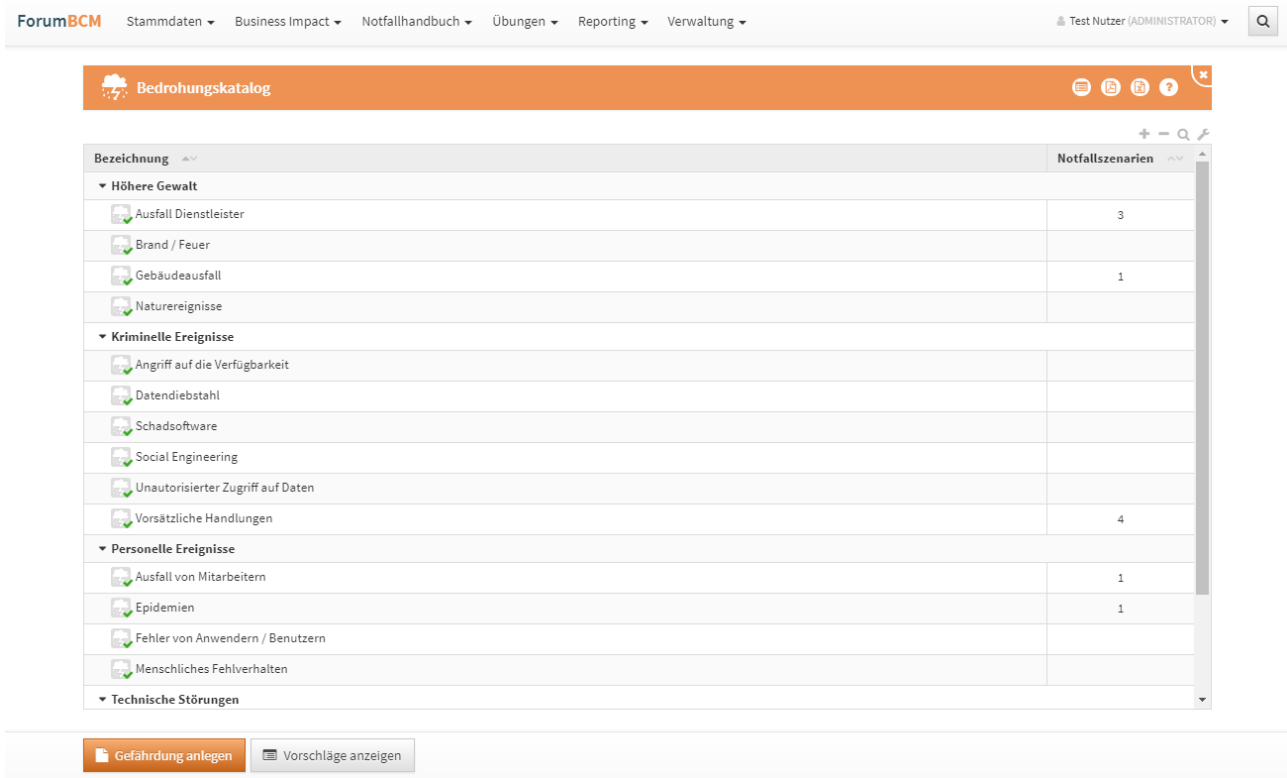 ForumBCM Stammdaten Business Impact Notfallhandbuch Übungen Reporting Verwaltung Test Nutzer (ADMINISTRATOR)
Bedrohungskatalog
Bezeichnung Notfallszenarien
Höhere Gewalt
Ausfall Dienstleister 3
Brand / Feuer
Gebäudeausfall 1
Naturereignisse
Kriminelle Ereignisse
Angriff auf die Verfügbarkeit
Datendiebstahl
Schadsoftware
Social Engineering
Unautorisierter Zugriff auf Daten
Vorsätzliche Handlungen 4
Personelle Ereignisse
Ausfall von Mitarbeitern 1
Epidemien 1
Fehler von Anwendern / Benutzern
Menschliches Fehlverhalten
Technische Störungen
Gefährdung anlegen Vorschläge anzeigen